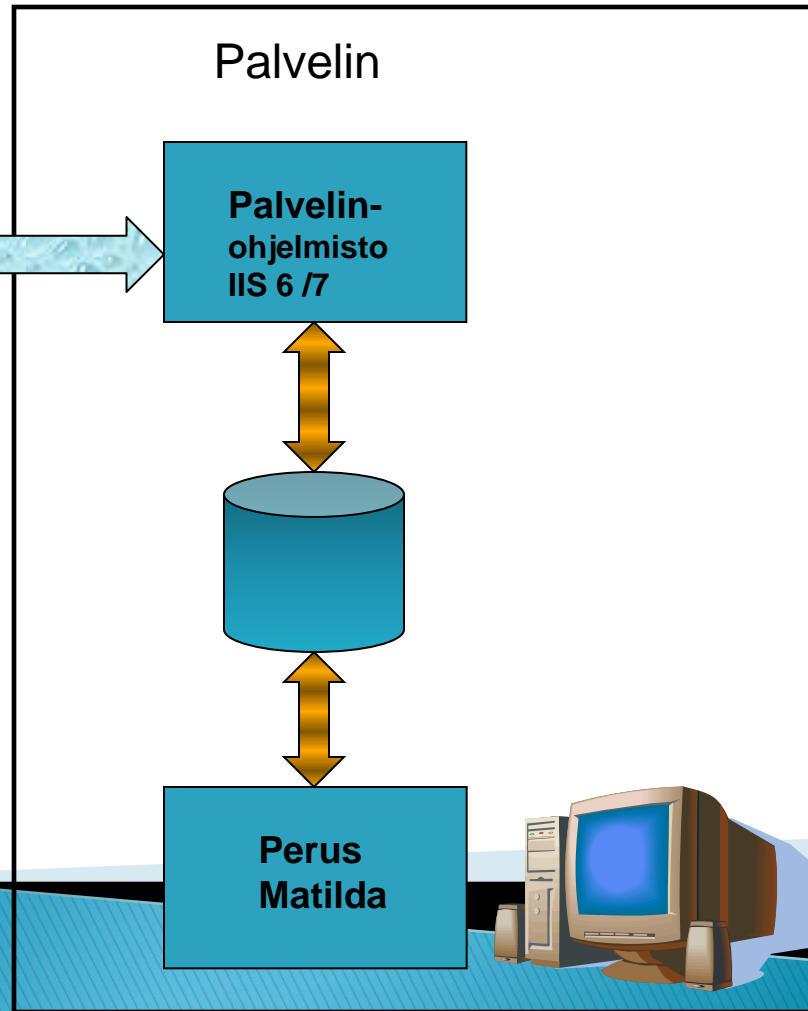 Palvelin
Palvelin-
ohjelmisto
IIS 6 /7
Perus
Matilda